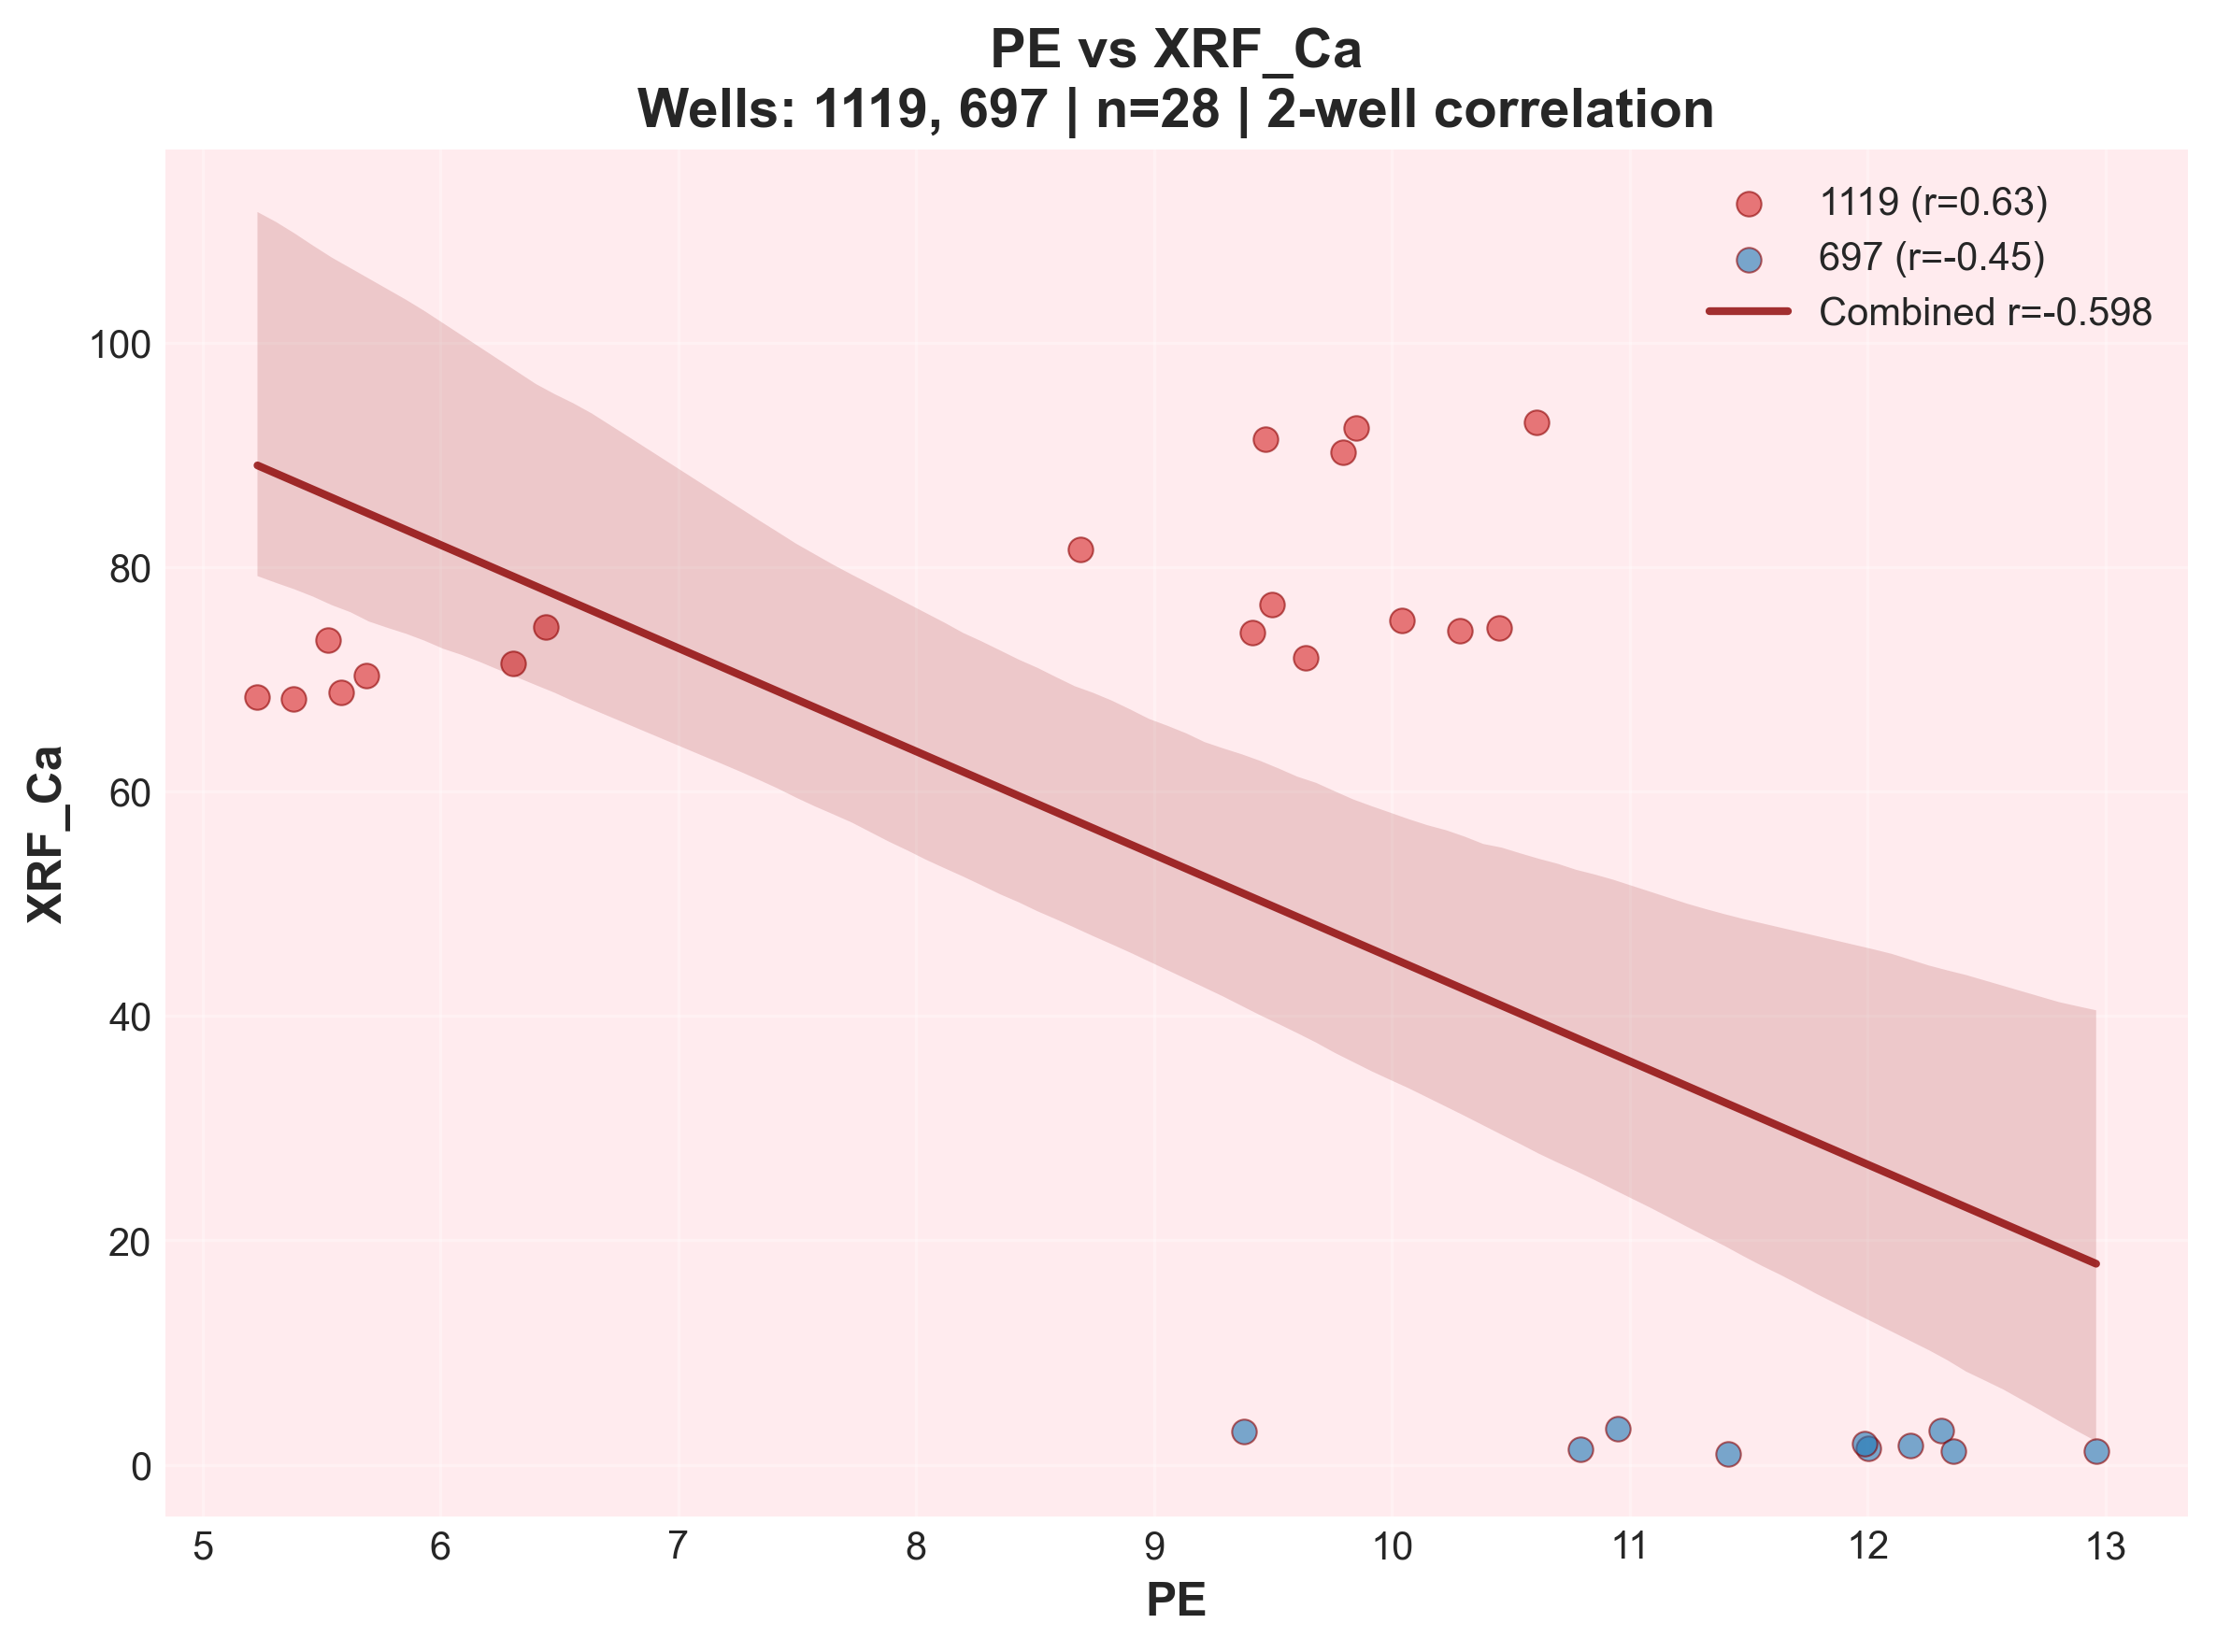 PE vs XRF_Ca
Wells: 1119, 697 | n=28 | 2-well correlation
1119 (r=0.63)
697 (r=-0.45)
Combined r=-0.598
XRF_Ca
100
80
60
40
20
0
5 6 7 8 9 10 11 12 13
PE